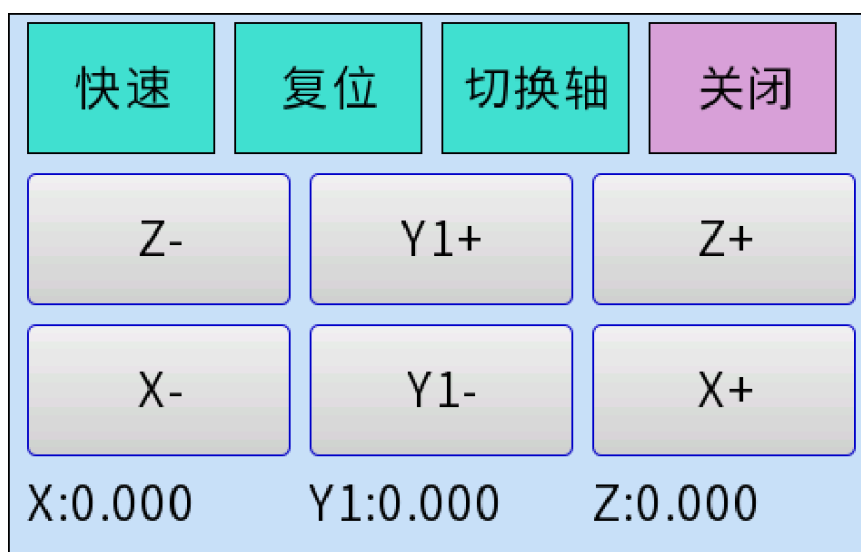 快速 复位 切换轴 关闭
Z- Y1+ Z+
X- Y1- X+
X:0.000 Y1:0.000 Z:0.000